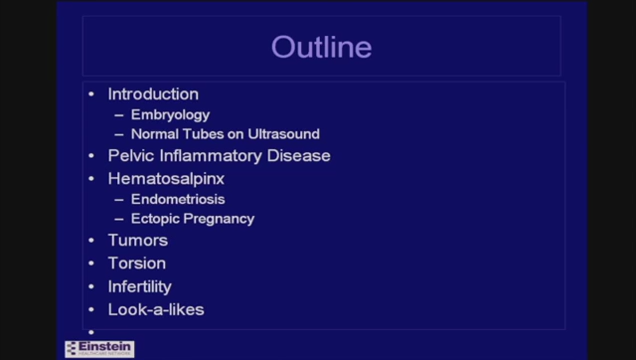 Outline
• Introduction
– Embryology
– Normal Tubes on Ultrasound
• Pelvic Inflammatory Disease
• Hematosalpinx
– Endometriosis
– Ectopic Pregnancy
• Tumors
• Torsion
• Infertility
• Look-a-likes
•
Einstein